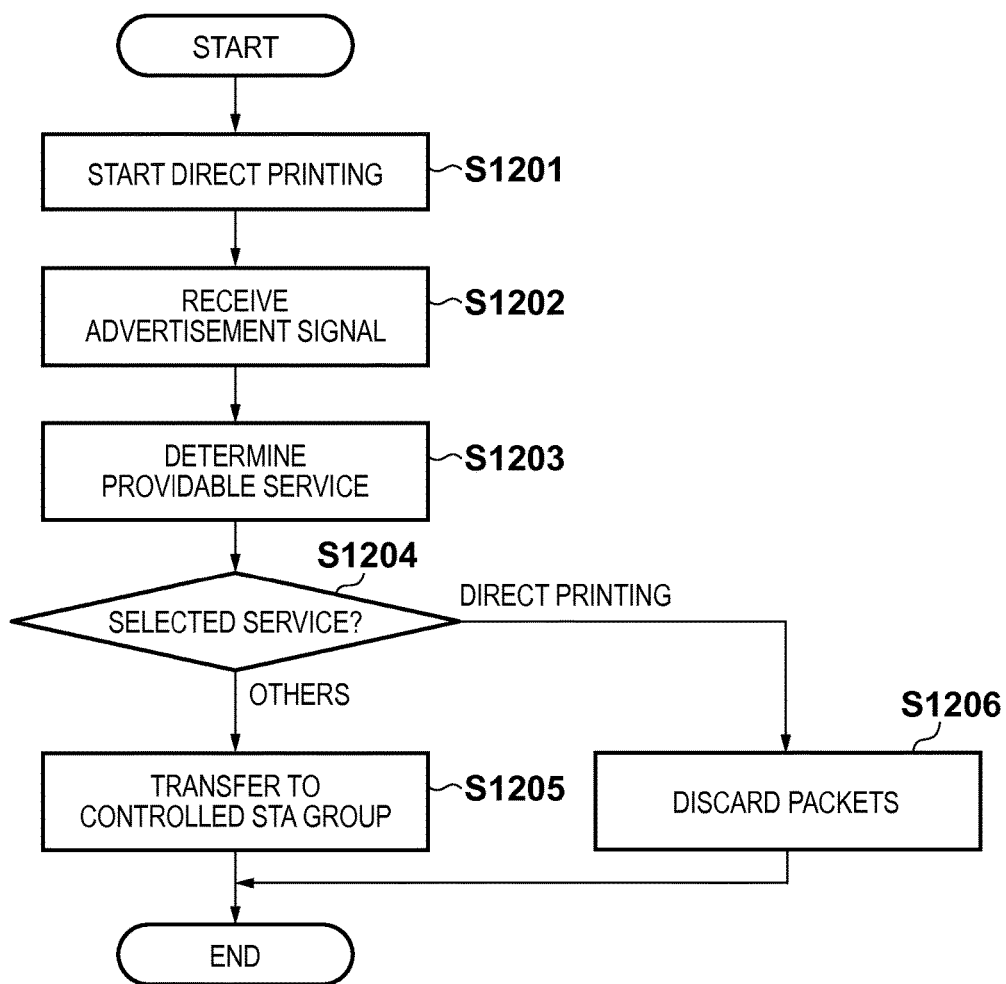 START
START DIRECT PRINTING
S1201
RECEIVE
ADVERTISEMENT SIGNAL
S1202
DETERMINE
PROVIDABLE SERVICE
S1203
S1204
SELECTED SERVICE?
DIRECT PRINTING
OTHERS
TRANSFER TO
CONTROLLED STA GROUP
S1205
S1206
DISCARD PACKETS
END